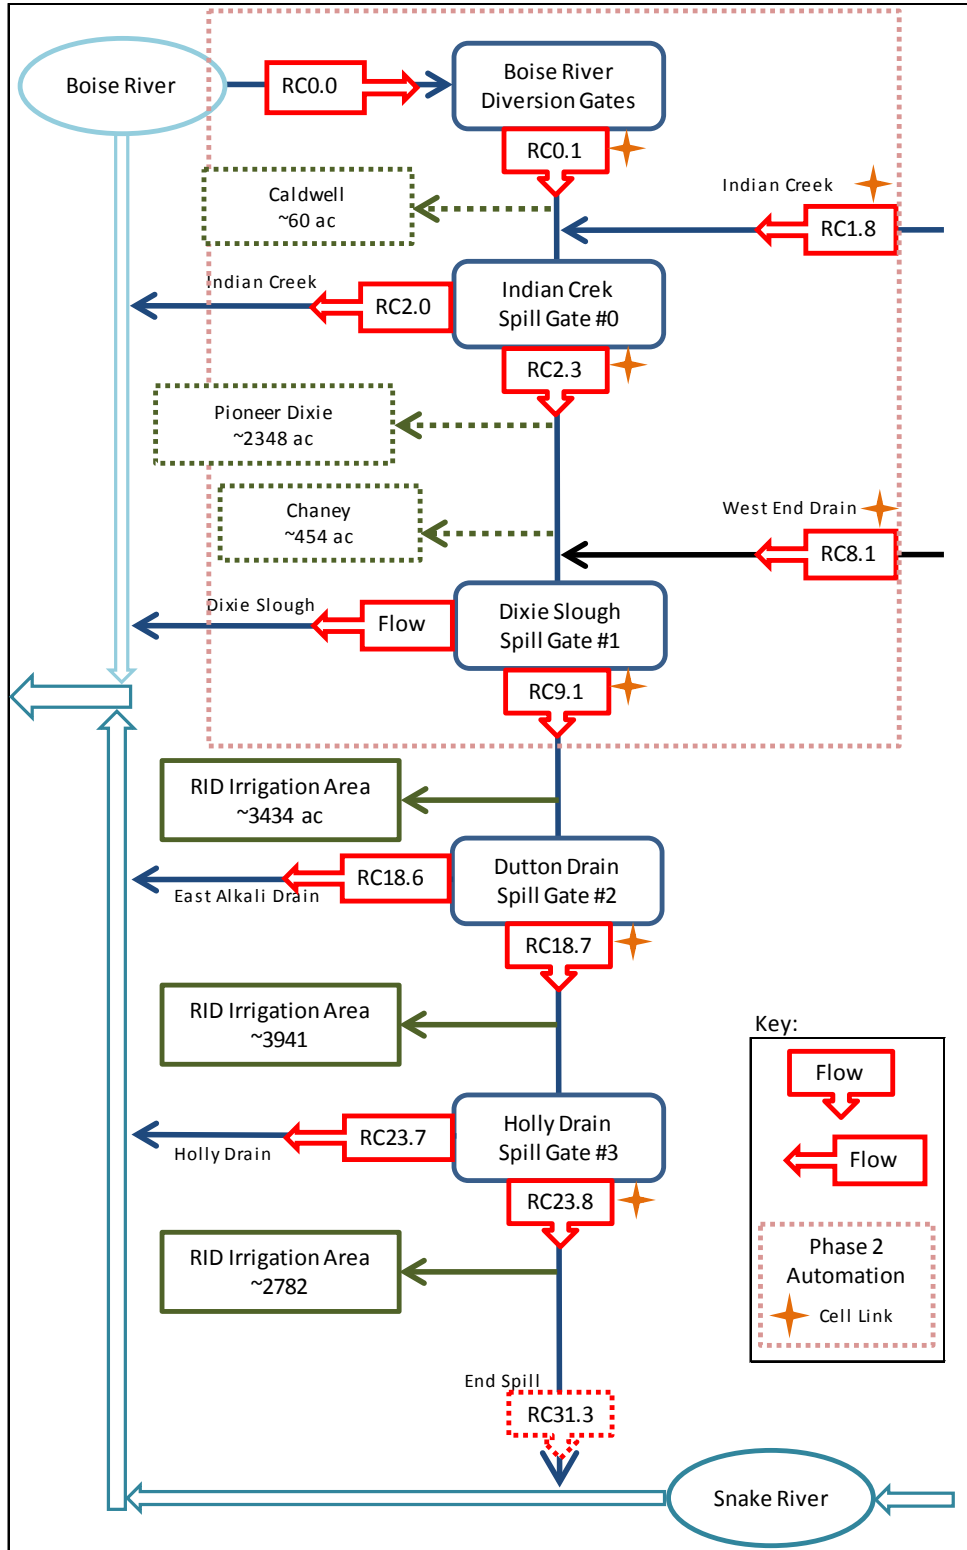 Boise River
RC0.0
Boise River
Diversion Gates
RC0.1
Caldwell
~60 ac
Indian Creek
RC1.8
Indian Creek
RC2.0
Indian Crek
Spill Gate #0
RC2.3
Pioneer Dixie
~2348 ac
Chaney
~454 ac
West End Drain
RC8.1
Dixie Slough
Flow
Dixie Slough
Spill Gate #1
RC9.1
RID Irrigation Area
~3434 ac
East Alkali Drain
RC18.6
Dutton Drain
Spill Gate #2
RC18.7
RID Irrigation Area
~3941
Holly Drain
RC23.7
Holly Drain
Spill Gate #3
RC23.8
RID Irrigation Area
~2782
End Spill
RC31.3
Snake River
Key:
Flow
Flow
Phase 2
Automation
Cell Link